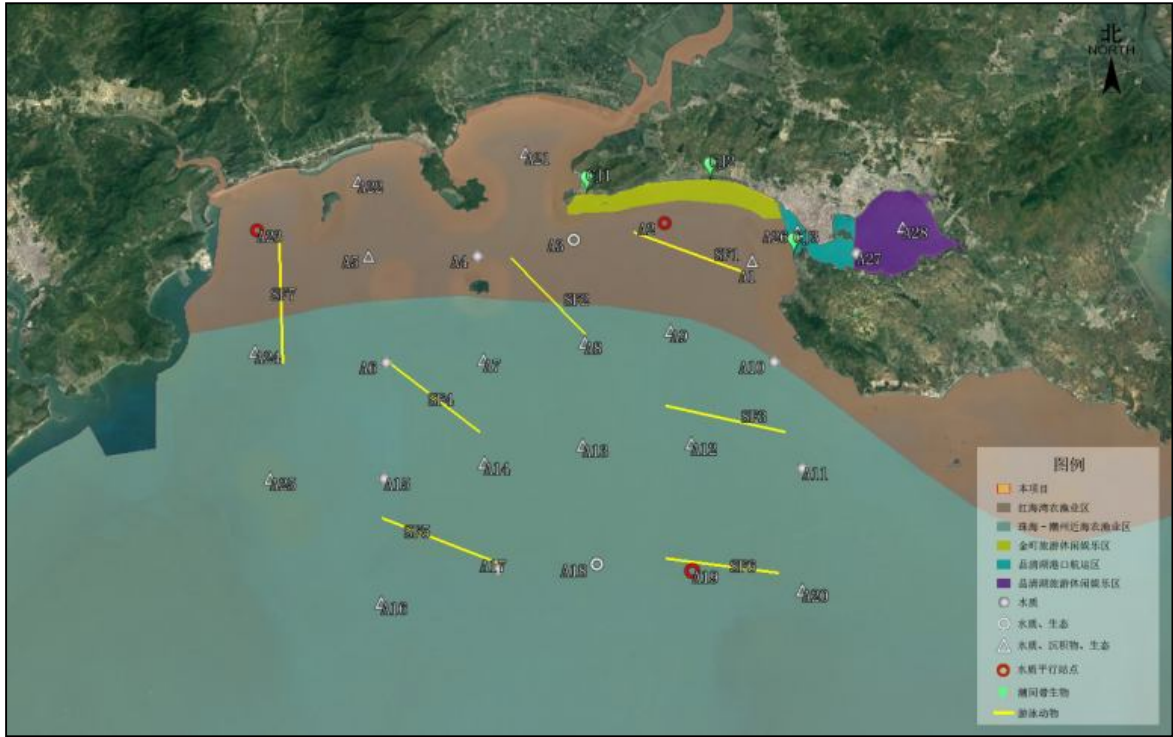 北
NORTH
A21
CJ2
A22
CJ1
A2
A23
A3
A26
CJ3
A28
A5
A4
SF1
A27
A1
SF7
SF2
A9
A8
A24
A6
A7
A10
SF4
SF3
A13
A12
A14
A11
A25
A15
SF5
A17
A18
A19
SF6
A16
A20
图例
本项目
红海湾农渔业区
珠海-潮州近海农渔业区
金町旅游休闲娱乐区
品清湖港口航运区
品清湖旅游休闲娱乐区
水质
水质、生态
水质、沉积物、生态
水质平行站点
潮间带生物
游泳动物